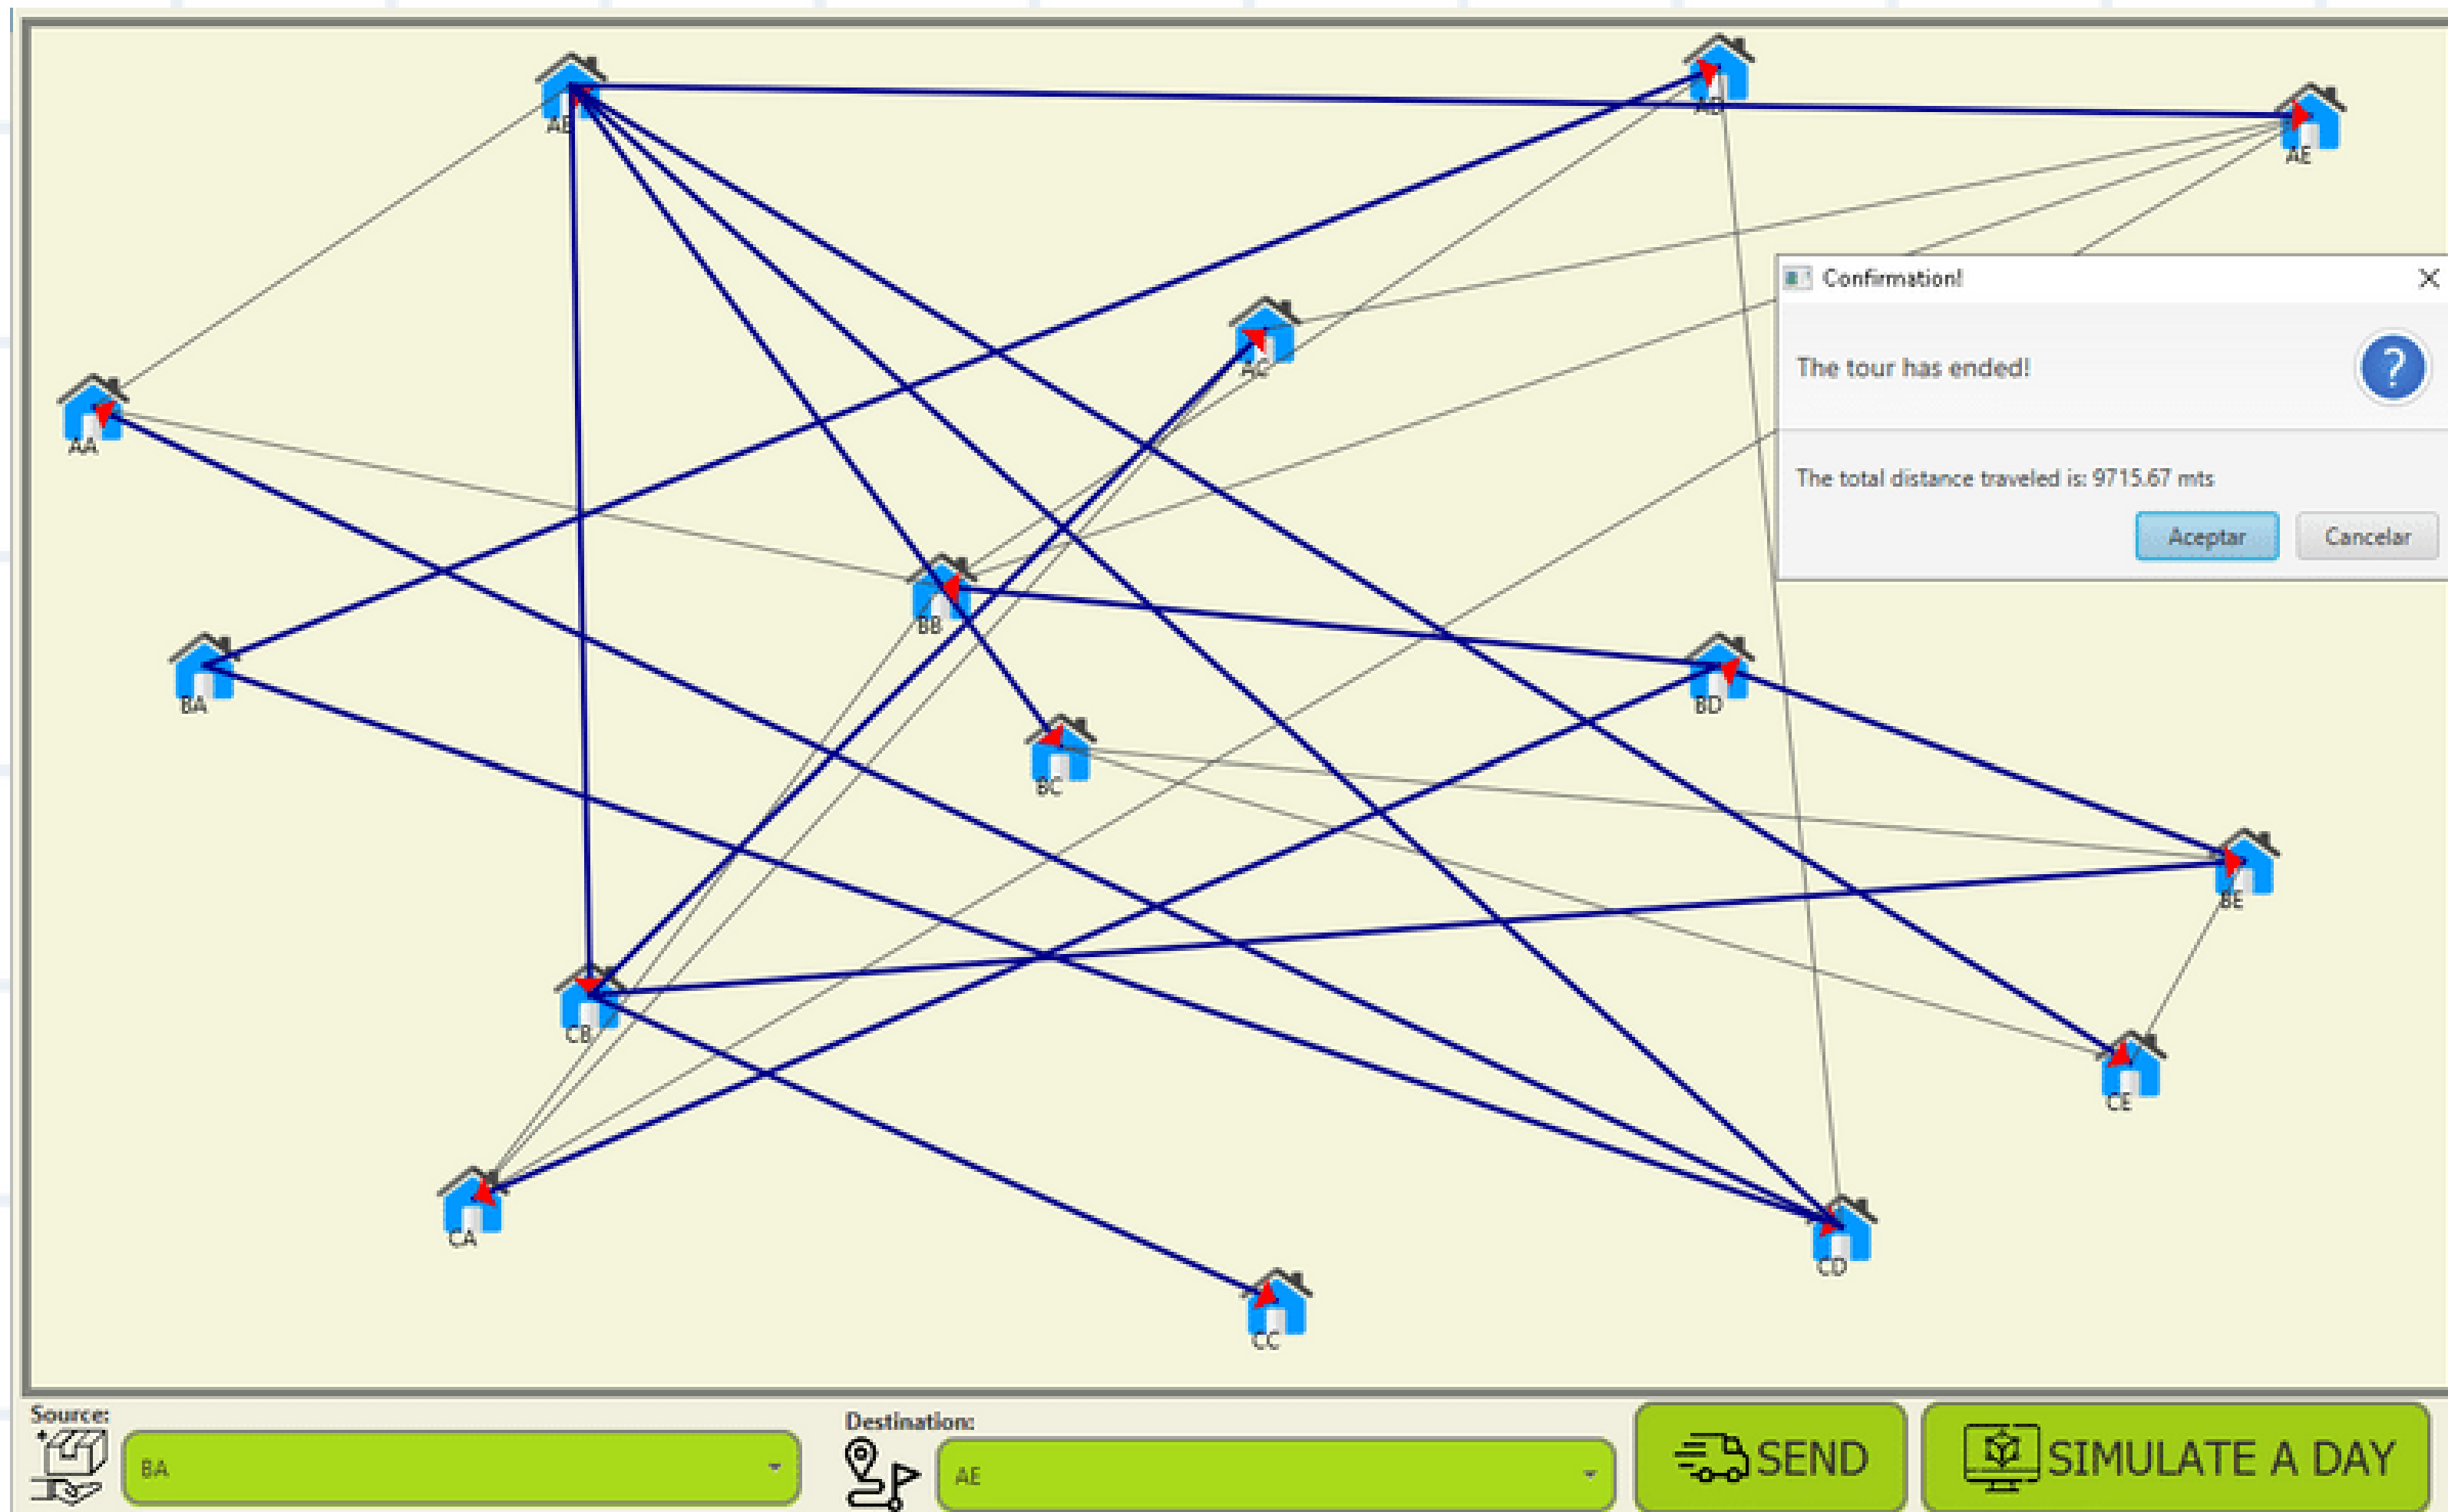 AB
AD
AE
Confirmation!
AC
The tour has ended!
AA
The total distance traveled is: 9715.67 mts
Aceptar
Cancelar
BB
BA
BD
BC
BE
CB
CE
CA
CD
CC
Source:
Destination:
BA
AE
SEND
SIMULATE A DAY